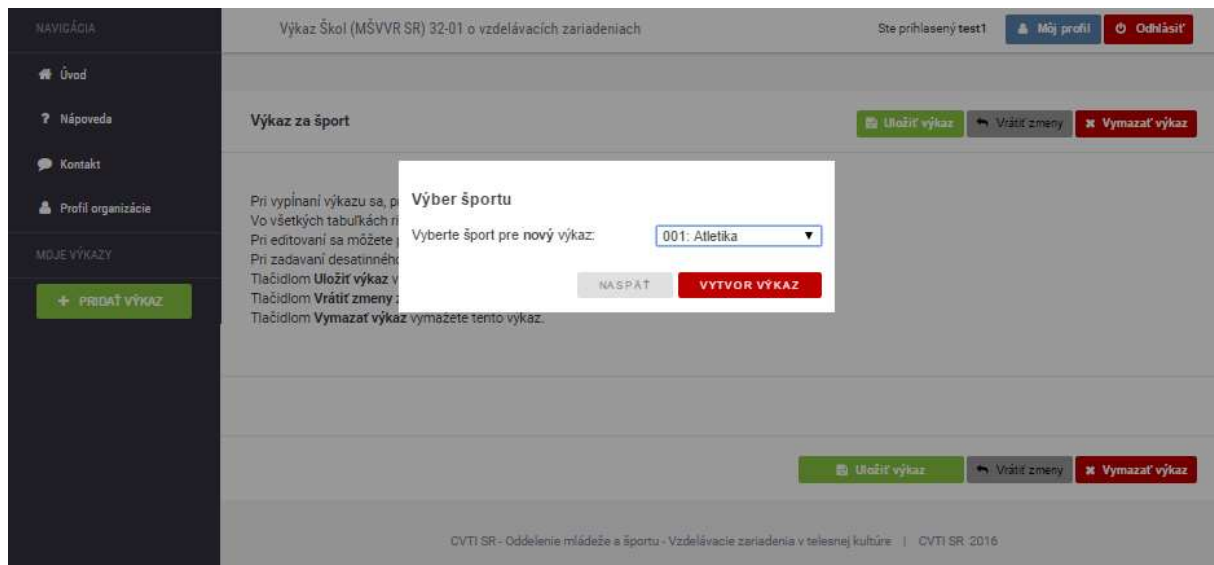 NAVIGÁCIA
Výkaz Škol (MŠVVR SR) 32-01 o vzdelávacích zariadeniach
Ste prihlasený test1
Môj profil
Odhlásiť
Úvod
Nápoveda
Kontakt
Profil organizácie
MOJE VÝKAZY
+ PRIDAŤ VÝKAZ
Výkaz za šport
Uložiť výkaz
Vrátiť zmeny
Vymazať výkaz
Pri vypĺnaní výkazu sa, p
Vo všetkých tabuľkách ri
Pri editovaní sa môžete
Pri zadavaní desatinného
Tlačidlom Uložiť výkaz v
Tlačidlom Vrátiť zmeny
Tlačidlom Vymazať výkaz vymažete tento výkaz.
Výber športu
Vyberte šport pre nový výkaz:
001: Atletika
NASPÄŤ
VYTVOR VÝKAZ
Uložiť výkaz
Vrátiť zmeny
Vymazať výkaz
CVTI SR - Oddelenie mládeže a športu - Vzdelávacie zariadenia v telesnej kultúre | CVTI SR 2016